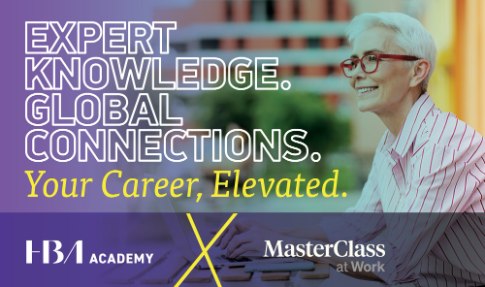 EXPERT
KNOWLEDGE.
GLOBAL
CONNECTIONS.
Your Career, Elevated.
HBA ACADEMY
MasterClass
at Work